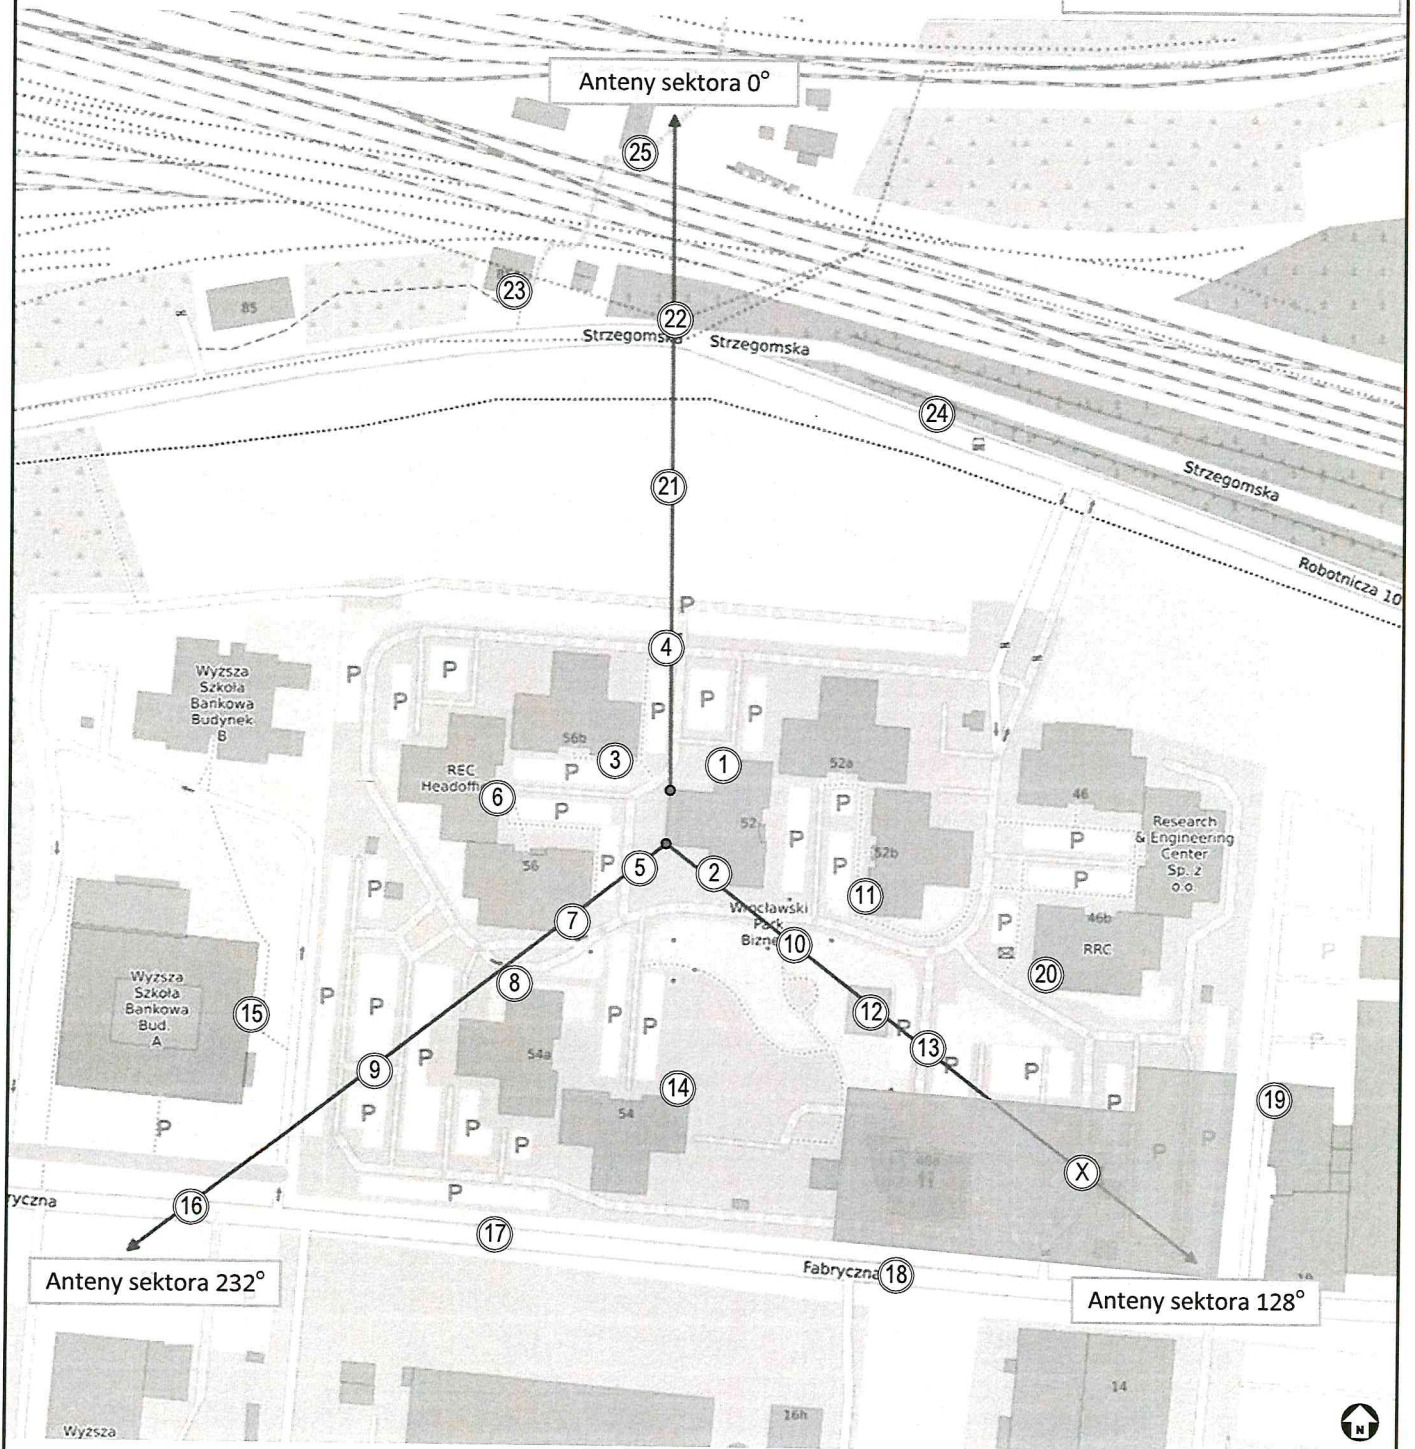 Anteny sektora 0°
25
23
85
22
Strzegomska
Strzegomska
24
21
Strzegomska
Robotnicza 10
P
4
Wyższa
Szkoła
Bankowa
Budynek
B
P
P
P
P
P
P
56b
3
1
52a
REC
6
P
P
52
P
P
46
Research
& Engineering
Center
Sp. z
o.o.
P
P
5
2
P
56
P
52b
11
P
7
Wrocławski
Park
10
P
46b
RRC
P
8
20
Wyższa
Szkoła
Bankowa
Bud.
A
15
P
P
P
P
12
P
13
P
P
P
9
P
54a
14
P
54
P
P
P
P
19
P
P
X
16
P
17
Fabryczna
18
Anteny sektora 232°
Anteny sektora 128°
14
16h
Wyższa
N